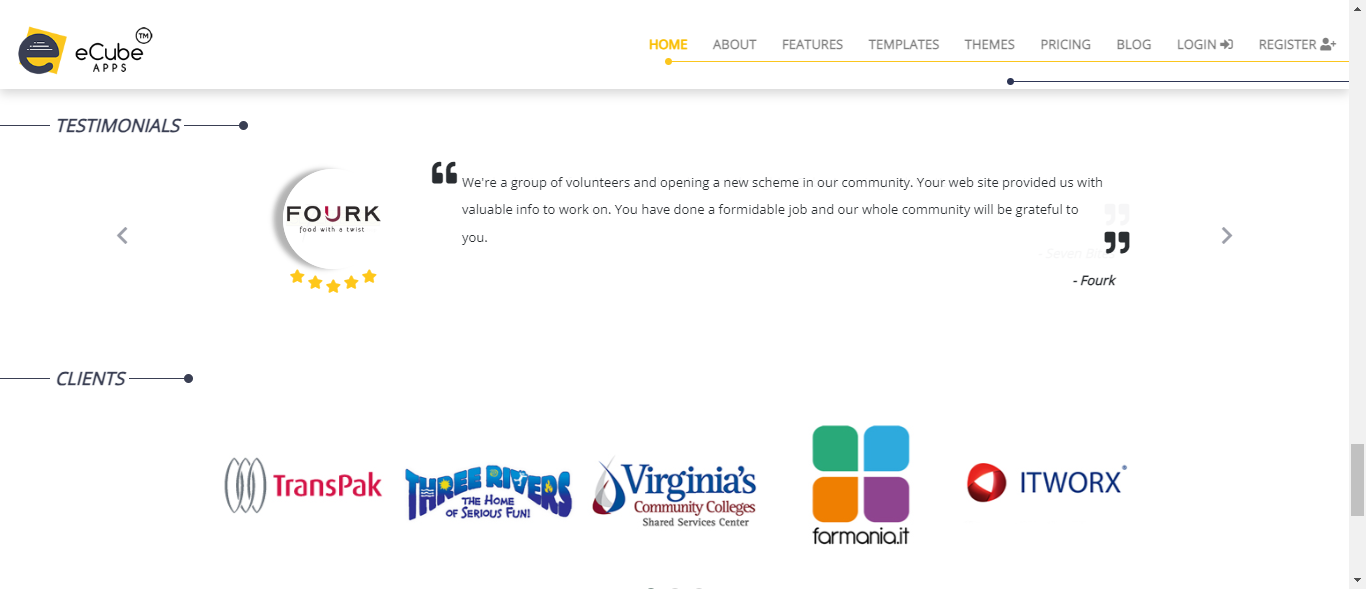 eCube TM
APPS
HOME ABOUT FEATURES TEMPLATES THEMES PRICING BLOG LOGIN REGISTER
TESTIMONIALS
FOURK
food with a twist
“ We're a group of volunteers and opening a new scheme in our community. Your web site provided us with
valuable info to work on. You have done a formidable job and our whole community will be grateful to
you. ”
- Seven Bites
- Fourk
CLIENTS
TransPak
THREE RIVERS
THE HOME
OF SERIOUS FUN!
Virginia's
Community Colleges
Shared Services Center
farmania.it
ITWORX